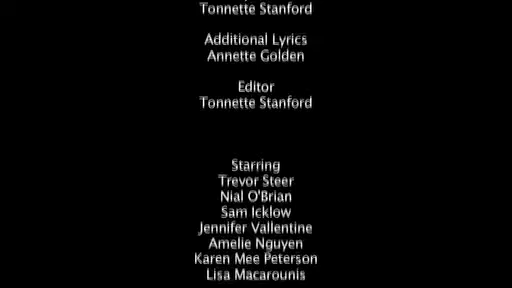 Tonnette Stanford
Additional Lyrics
Annette Golden
Editor
Tonnette Stanford
Starring
Trevor Steer
Nial O'Brian
Sam Icklow
Jennifer Vallentine
Amelie Nguyen
Karen Mee Peterson
Lisa Macarounis